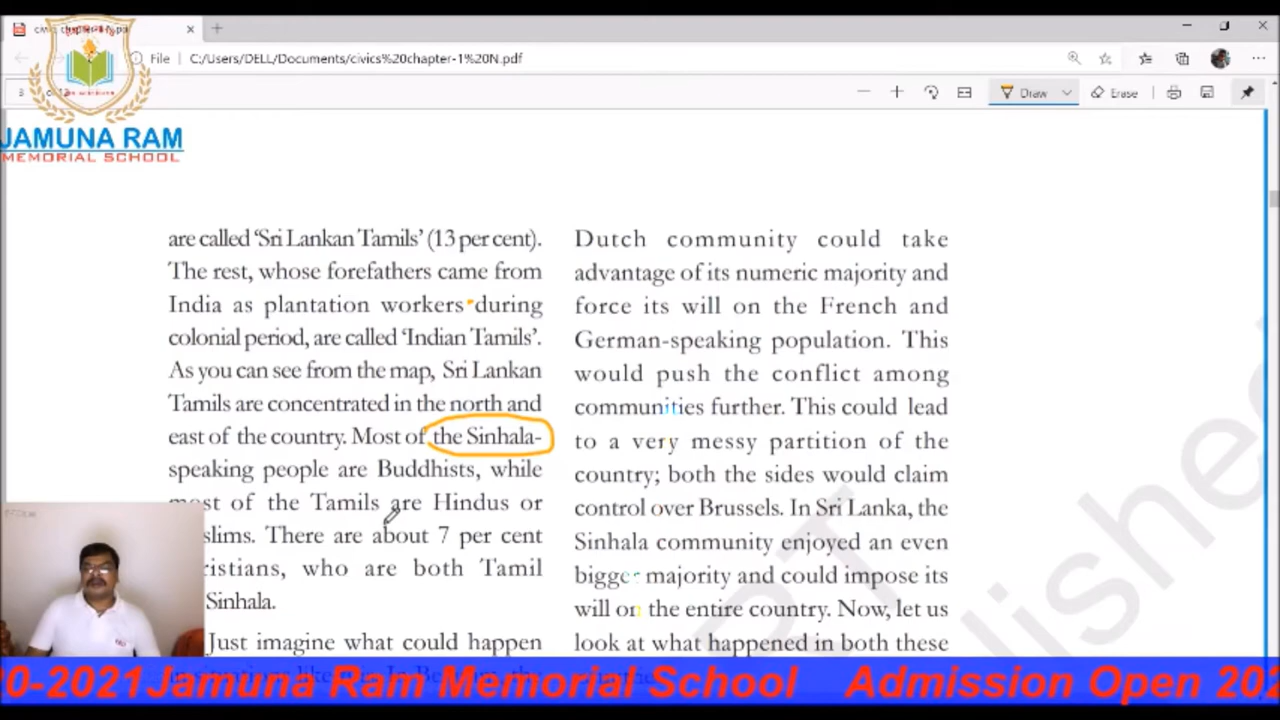 civics chapter-1 N.pdf
File C:/Users/DELL/Documents/civics%20chapter-1%20N.pdf
Draw Erase
JAMUNA RAM
MEMORIAL SCHOOL
are called ‘Sri Lankan Tamils’ (13 per cent).
The rest, whose forefathers came from
India as plantation workers during
colonial period, are called ‘Indian Tamils’.
As you can see from the map, Sri Lankan
Tamils are concentrated in the north and
east of the country. Most of the Sinhala-
speaking people are Buddhists, while
most of the Tamils are Hindus or
slims. There are about 7 per cent
ristians, who are both Tamil
Sinhala.
Just imagine what could happen
Dutch community could take
advantage of its numeric majority and
force its will on the French and
German-speaking population. This
would push the conflict among
communities further. This could lead
to a very messy partition of the
country; both the sides would claim
control over Brussels. In Sri Lanka, the
Sinhala community enjoyed an even
bigger majority and could impose its
will on the entire country. Now, let us
look at what happened in both these
lished
20-2021 Jamuna Ram Memorial School Admission Open 202